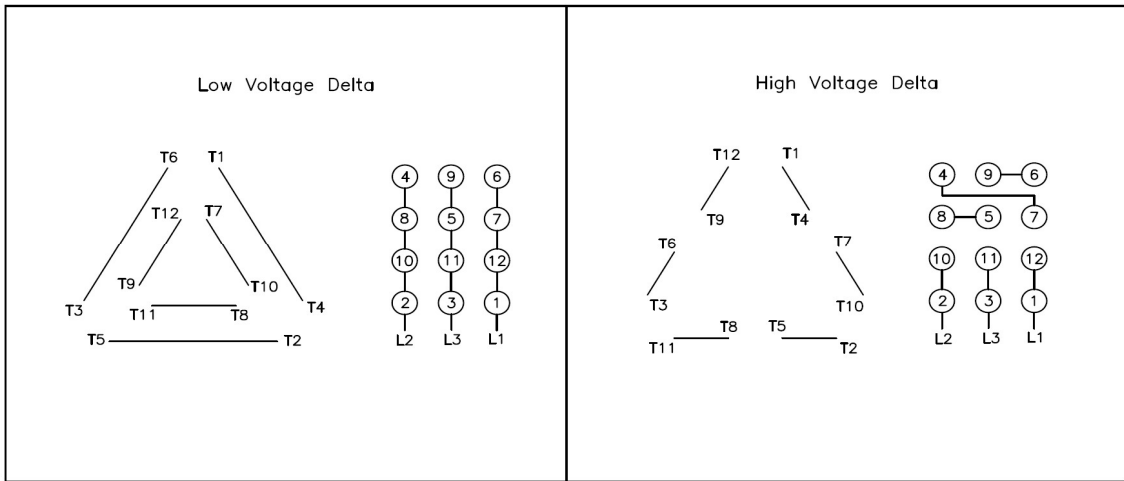 Low Voltage Delta
T6 T1
T12 T7
T9 T10
T3 T11 T8 T4
T5 T2
4 9 6
8 5 7
10 11 12
2 3 1
L2 L3 L1
High Voltage Delta
T12 T1
T9 T4
T6 T7
T3 T10
T11 T8 T5 T2
4 9 6
8 5 7
10 11 12
2 3 1
L2 L3 L1